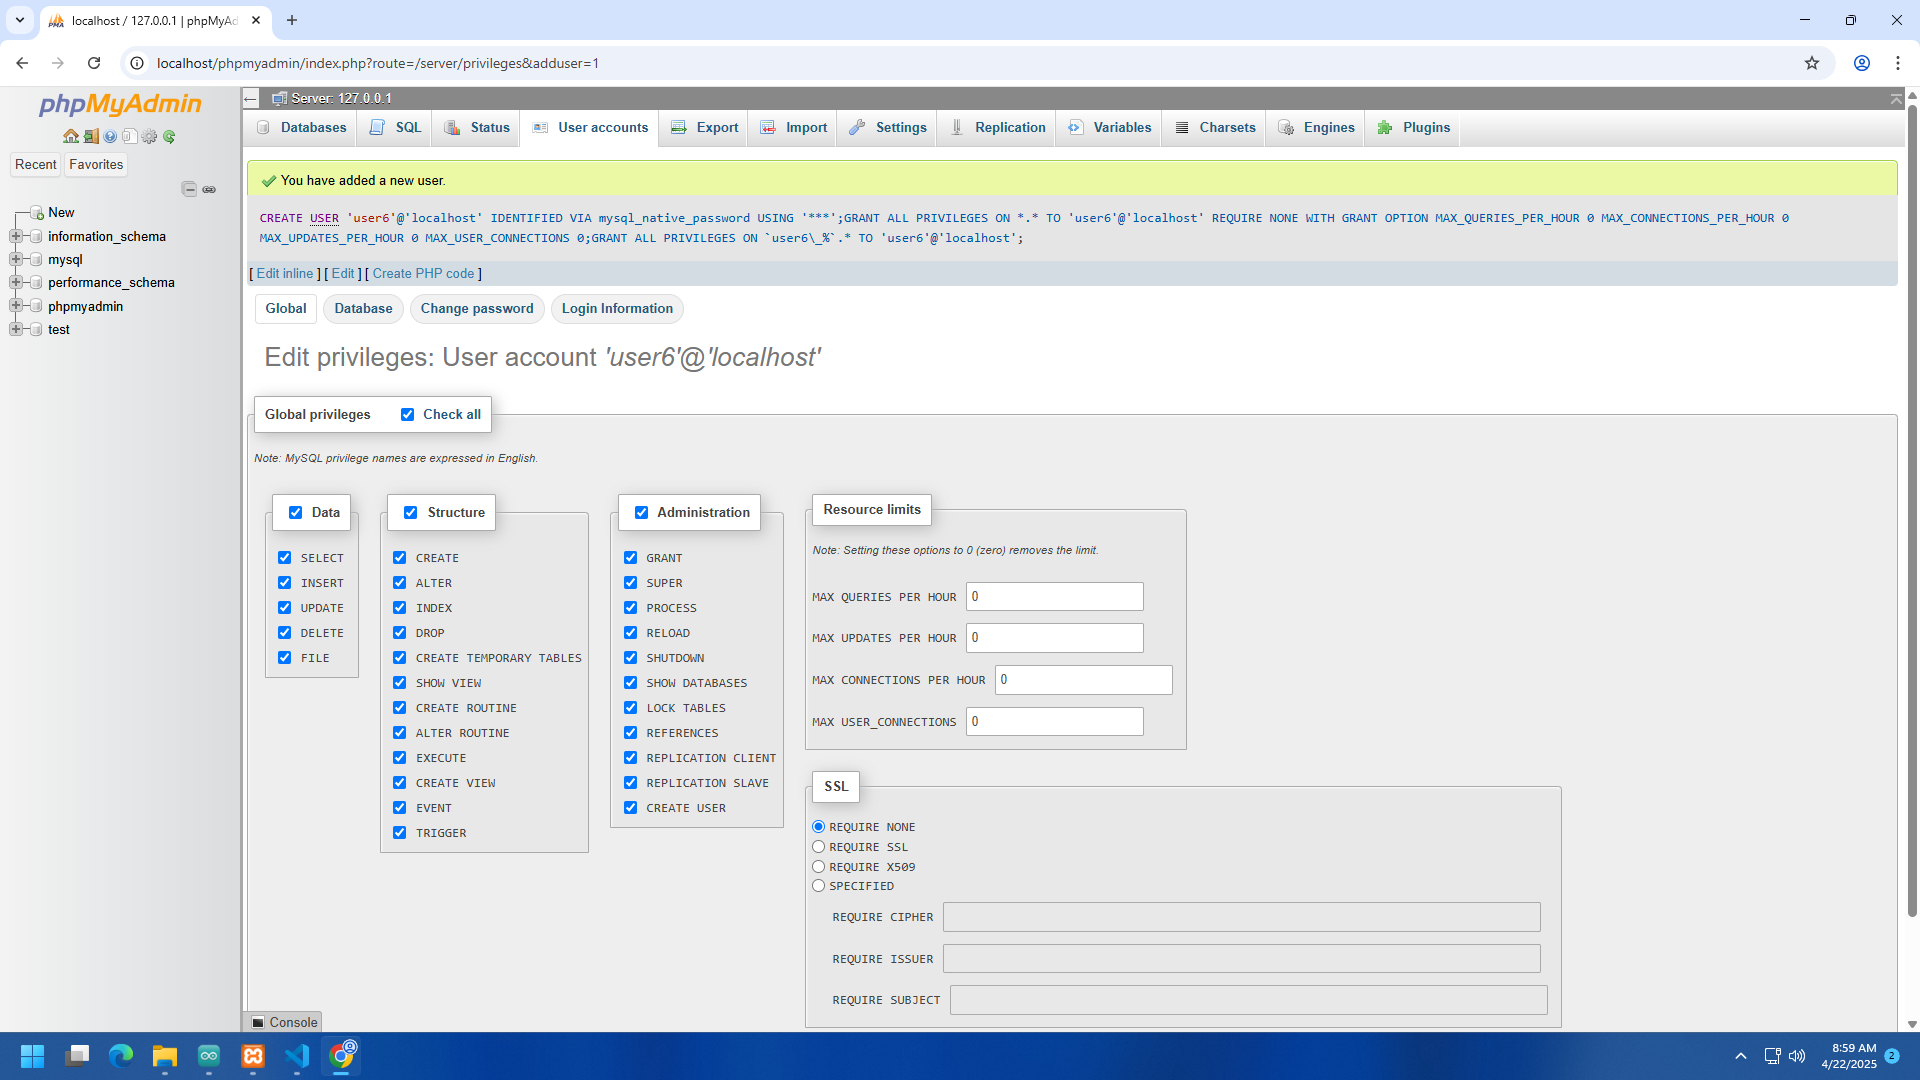 localhost / 127.0.0.1 | phpMyAd
localhost/phpmyadmin/index.php?route=/server/privileges&adduser=1
phpMyAdmin
Recent
Favorites
New
information_schema
mysql
performance_schema
phpmyadmin
test
Server: 127.0.0.1
Databases
SQL
Status
User accounts
Export
Import
Settings
Replication
Variables
Charsets
Engines
Plugins
You have added a new user.
CREATE USER 'user6'@'localhost' IDENTIFIED VIA mysql_native_password USING '***';GRANT ALL PRIVILEGES ON *.* TO 'user6'@'localhost' REQUIRE NONE WITH GRANT OPTION MAX_QUERIES_PER_HOUR 0 MAX_CONNECTIONS_PER_HOUR 0
MAX_UPDATES_PER_HOUR 0 MAX_USER_CONNECTIONS 0;GRANT ALL PRIVILEGES ON `user6\_%`.* TO 'user6'@'localhost';
[ Edit inline ] [ Edit ] [ Create PHP code ]
Global
Database
Change password
Login Information
Edit privileges: User account 'user6'@'localhost'
Global privileges
Check all
Note: MySQL privilege names are expressed in English.
Data
SELECT
INSERT
UPDATE
DELETE
FILE
Structure
CREATE
ALTER
INDEX
DROP
CREATE TEMPORARY TABLES
SHOW VIEW
CREATE ROUTINE
ALTER ROUTINE
EXECUTE
CREATE VIEW
EVENT
TRIGGER
Administration
GRANT
SUPER
PROCESS
RELOAD
SHUTDOWN
SHOW DATABASES
LOCK TABLES
REFERENCES
REPLICATION CLIENT
REPLICATION SLAVE
CREATE USER
Resource limits
Note: Setting these options to 0 (zero) removes the limit.
MAX QUERIES PER HOUR 0
MAX UPDATES PER HOUR 0
MAX CONNECTIONS PER HOUR 0
MAX USER_CONNECTIONS 0
SSL
REQUIRE NONE
REQUIRE SSL
REQUIRE X509
SPECIFIED
REQUIRE CIPHER
REQUIRE ISSUER
REQUIRE SUBJECT
Console
8:59 AM
4/22/2025
2